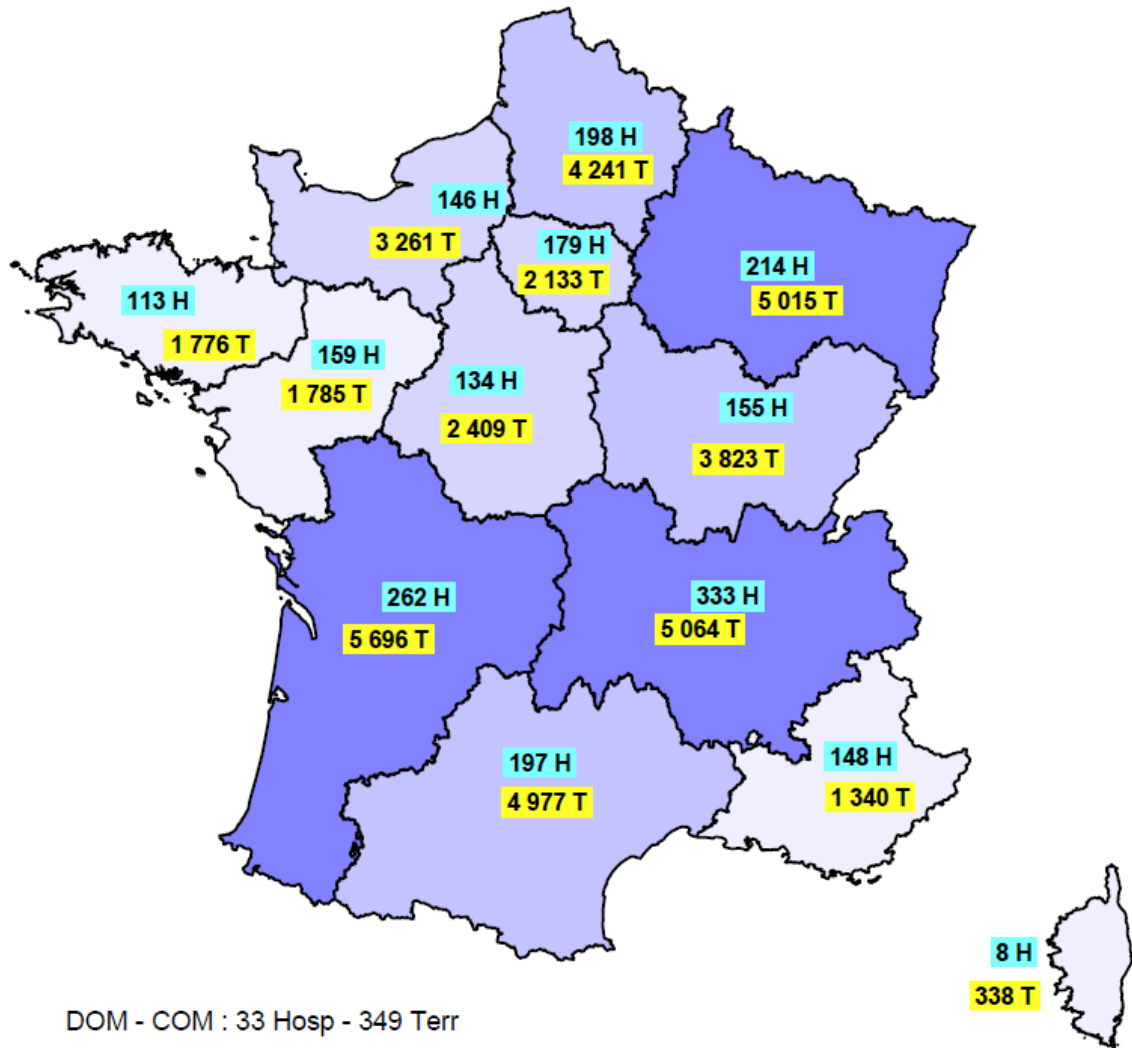 198 H
4 241 T
146 H
3 261 T
179 H
2 133 T
214 H
5 015 T
113 H
1 776 T
159 H
1 785 T
134 H
2 409 T
155 H
3 823 T
262 H
5 696 T
333 H
5 064 T
197 H
4 977 T
148 H
1 340 T
8 H
338 T
DOM - COM : 33 Hosp - 349 Terr